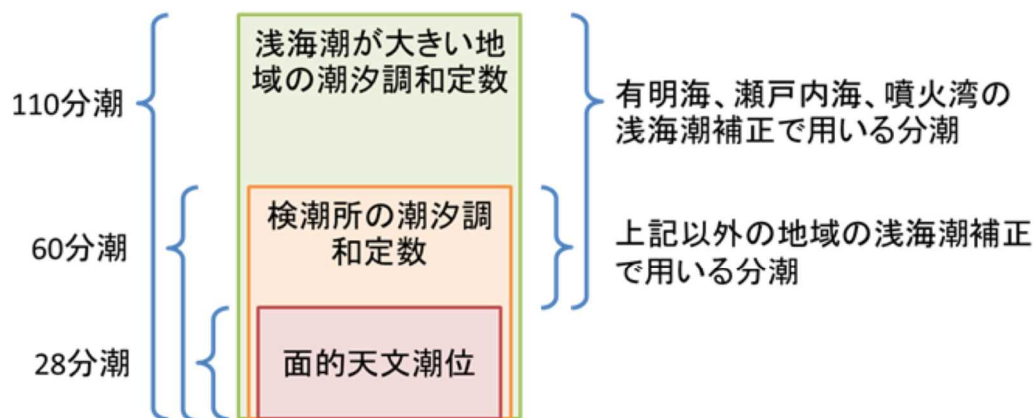 浅海潮が大きい地
域の潮汐調和定数
110分潮
有明海、瀬戸内海、噴火湾の
浅海潮補正で用いる分潮
検潮所の潮汐調
和定数
60分潮
上記以外の地域の浅海潮補正
で用いる分潮
28分潮
面的天文潮位